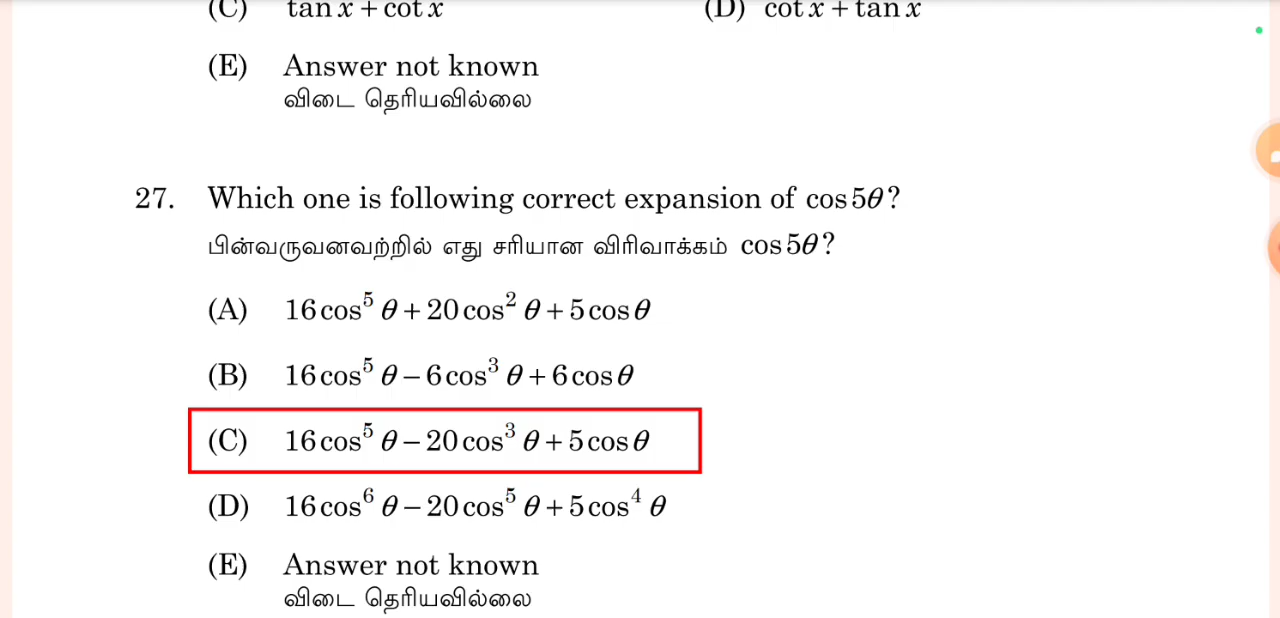 (C) tan x + cot x (D) cot x + tan x
(E) Answer not known
விடை தெரியவில்லை
27. Which one is following correct expansion of cos 5θ ?
பின்வருவனவற்றில் எது சரியான விரிவாக்கம் cos 5θ ?
(A) 16 cos⁵ θ + 20 cos² θ + 5 cos θ
(B) 16 cos⁵ θ – 6 cos³ θ + 6 cos θ
(C) 16 cos⁵ θ – 20 cos³ θ + 5 cos θ
(D) 16 cos⁶ θ – 20 cos⁵ θ + 5 cos⁴ θ
(E) Answer not known
விடை தெரியவில்லை